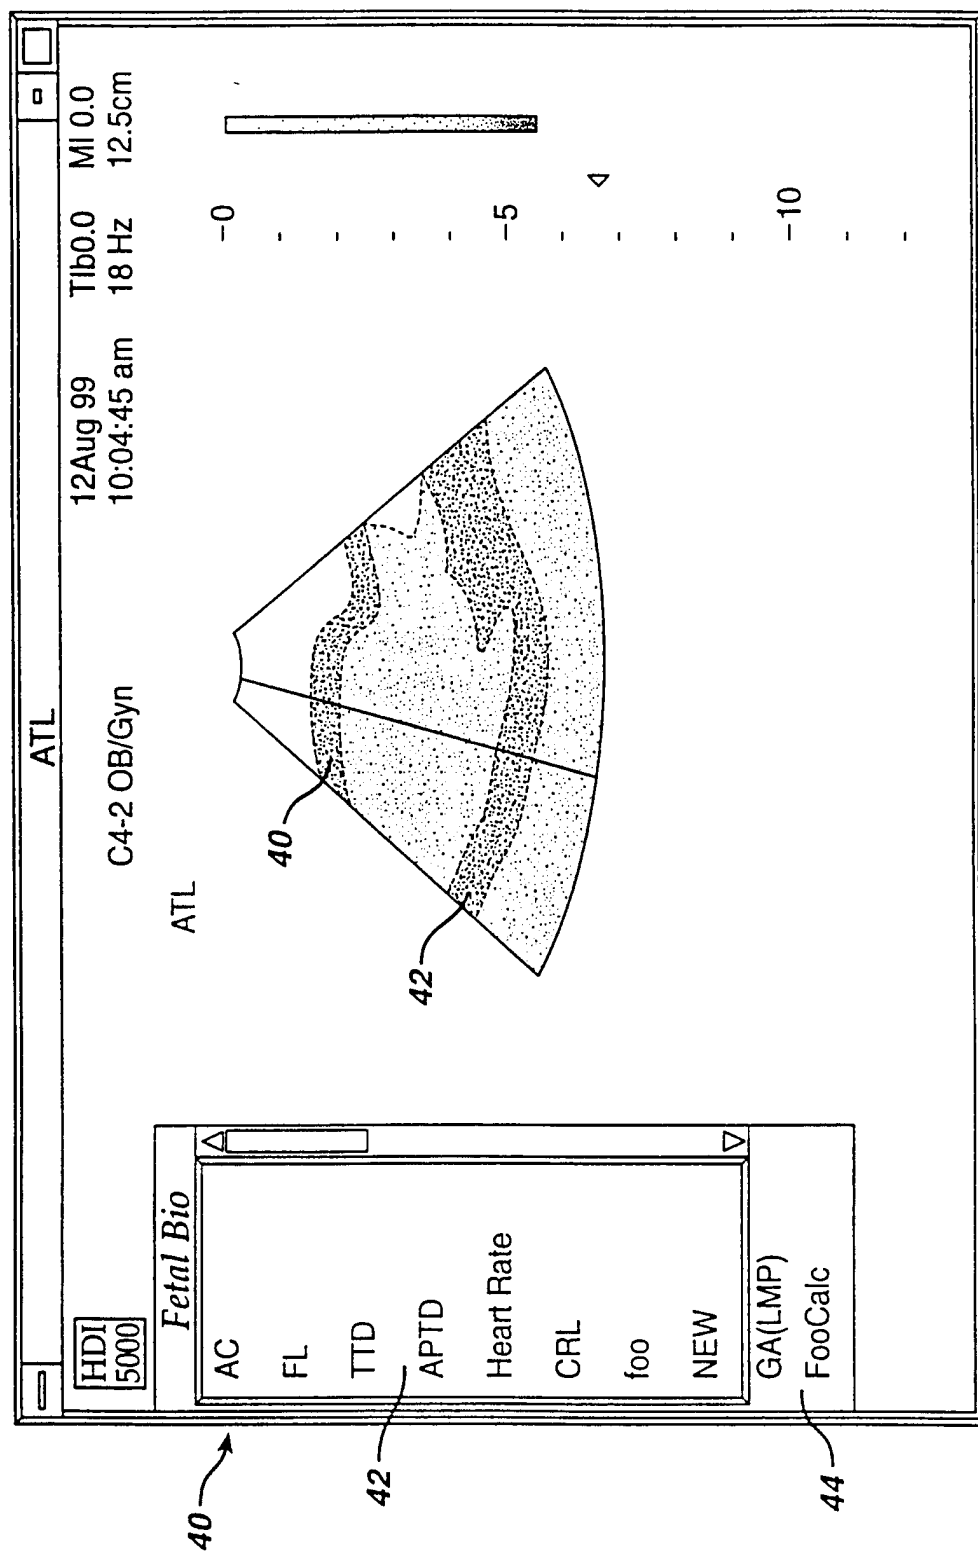 ATL
HDI
5000
C4-2 OB/Gyn
12Aug 99 TIb0.0 MI 0.0
10:04:45 am 18 Hz 12.5cm
ATL
Fetal Bio
AC
FL
TTD
APTD
Heart Rate
CRL
foo
NEW
GA(LMP)
FooCalc
40
42
44
40
42
-0
-5
-10